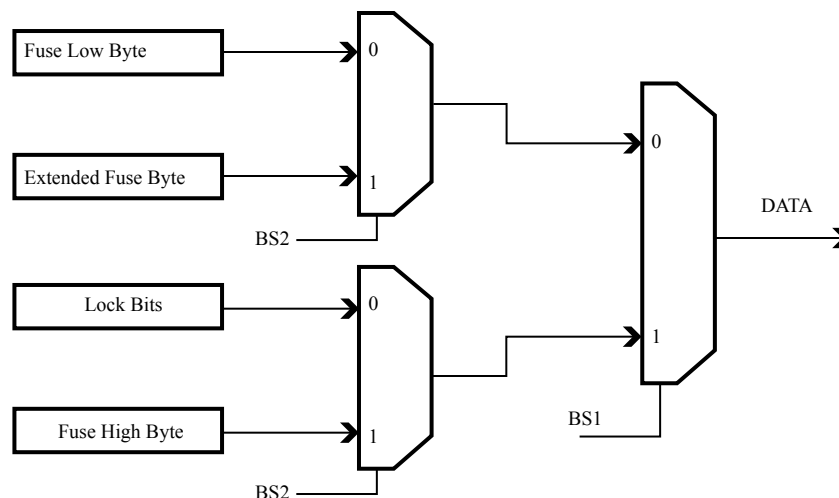 Fuse Low Byte
0
Extended Fuse Byte
1
BS2
0
DATA
Lock Bits
0
1
Fuse High Byte
1
BS1
BS2